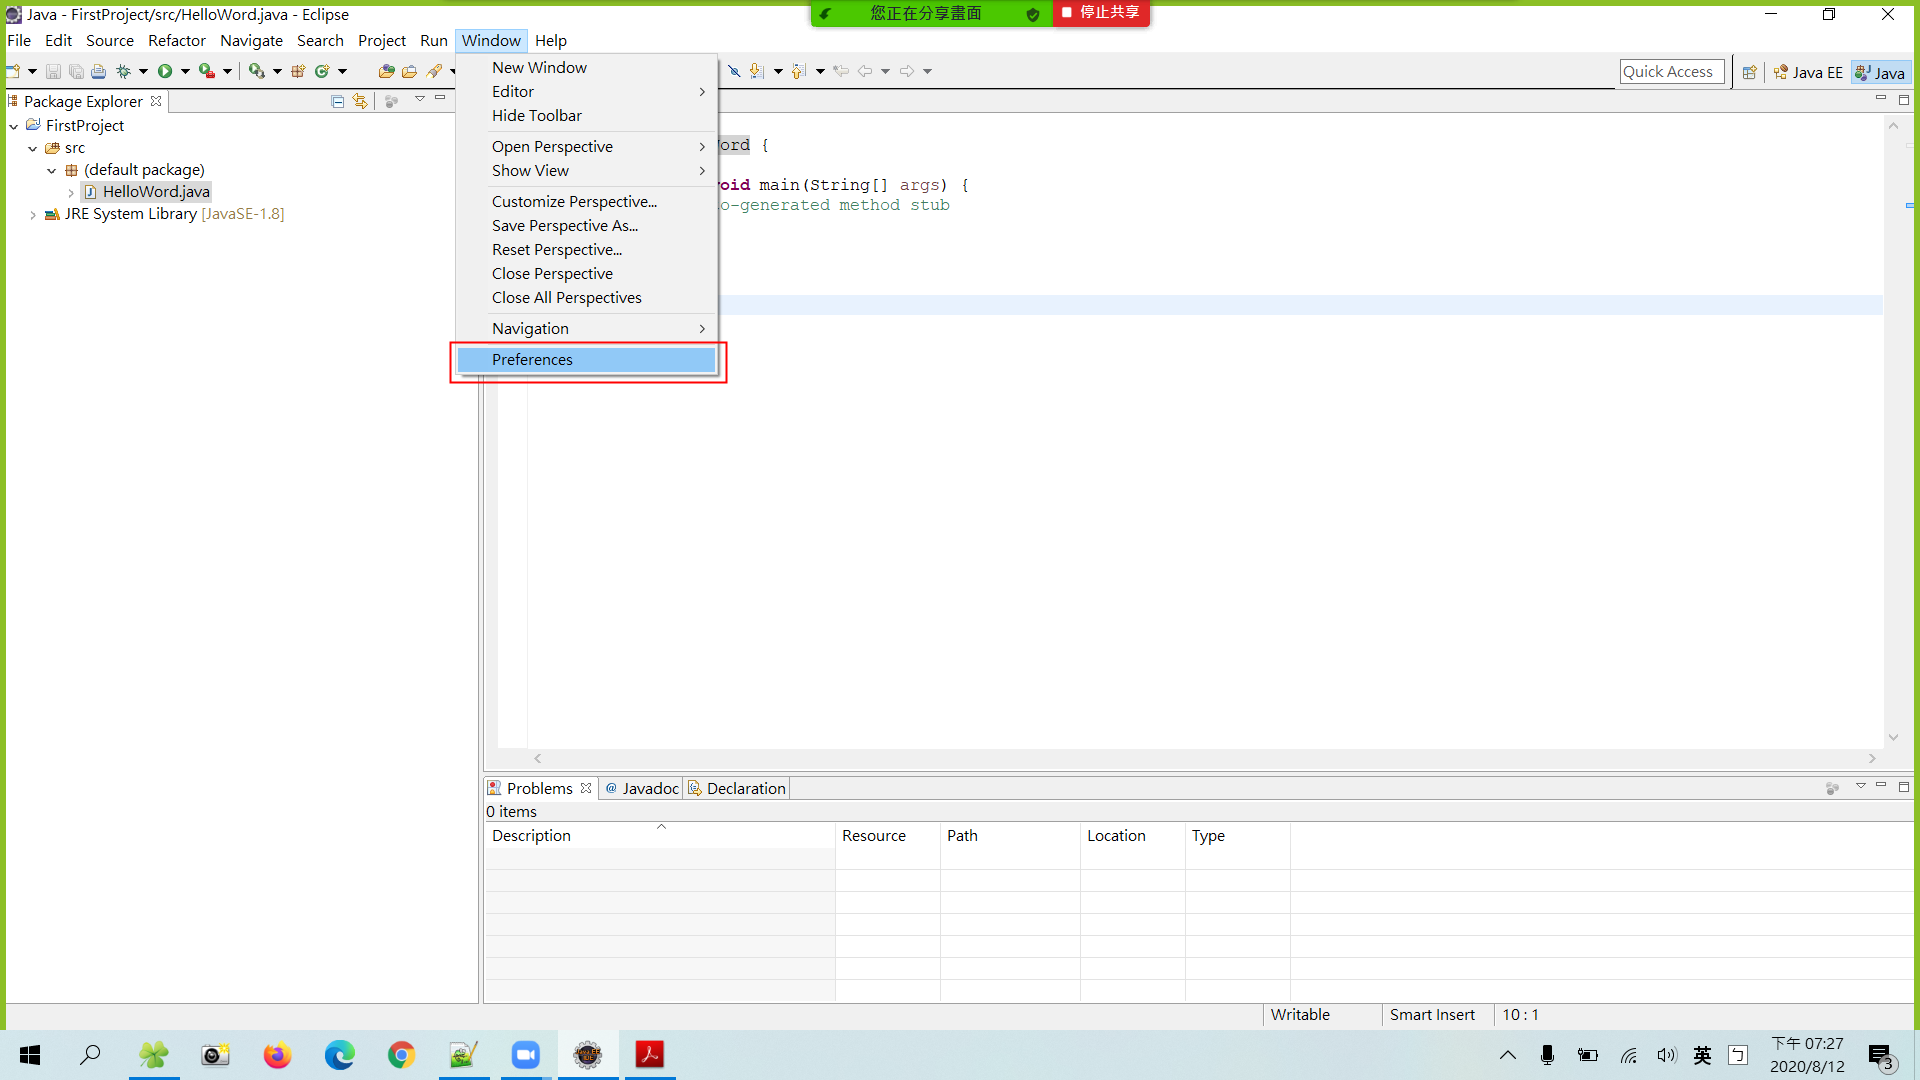 Java - FirstProject/src/HelloWord.java - Eclipse
您正在分享畫面
停止共享
File Edit Source Refactor Navigate Search Project Run Window Help
Quick Access
Java EE
Java
Package Explorer
FirstProject
src
(default package)
HelloWord.java
JRE System Library [JavaSE-1.8]
New Window
Editor
Hide Toolbar
Open Perspective
Show View
Customize Perspective...
Save Perspective As...
Reset Perspective...
Close Perspective
Close All Perspectives
Navigation
Preferences
ord {
oid main(String[] args) {
o-generated method stub
Problems
@ Javadoc
Declaration
0 items
Description Resource Path Location Type
Writable
Smart Insert
10 : 1
英
下午 07:27
2020/8/12
3